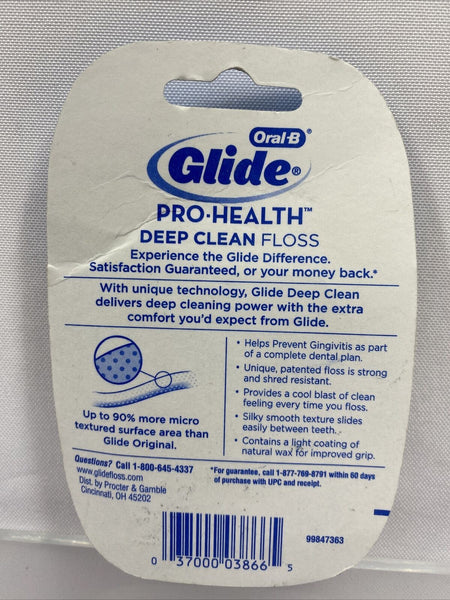 Oral-B®
Glide®
PRO·HEALTH™
DEEP CLEAN FLOSS
Experience the Glide Difference.
Satisfaction Guaranteed, or your money back.*
With unique technology, Glide Deep Clean
delivers deep cleaning power with the extra
comfort you'd expect from Glide.
Up to 90% more micro
textured surface area than
Glide Original.
• Helps Prevent Gingivitis as part
of a complete dental plan.
• Unique, patented floss is strong
and shred resistant.
• Provides a cool blast of clean
feeling every time you floss.
• Silky smooth texture slides
easily between teeth.
• Contains a light coating of
natural wax for improved grip.
Questions? Call 1-800-645-4337
www.glidefloss.com
Dist. by Procter & Gamble
Cincinnati, OH 45202
*For guarantee, call 1-877-769-8791 within 60 days
of purchase with UPC and receipt.
99847363
0 37000 03866 5